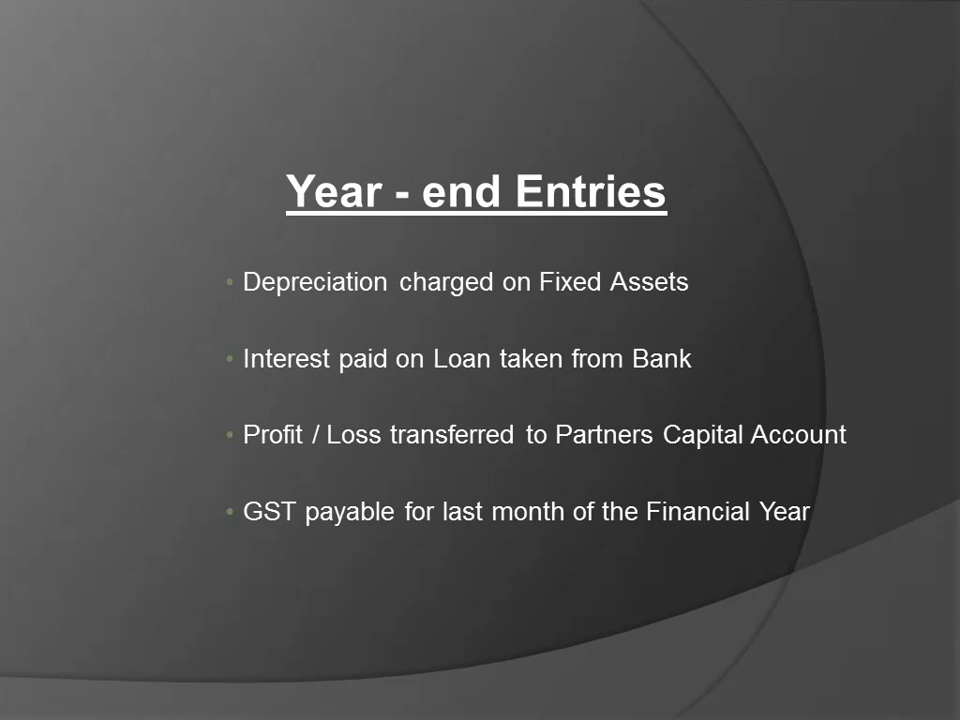 Year - end Entries
• Depreciation charged on Fixed Assets
• Interest paid on Loan taken from Bank
• Profit / Loss transferred to Partners Capital Account
• GST payable for last month of the Financial Year